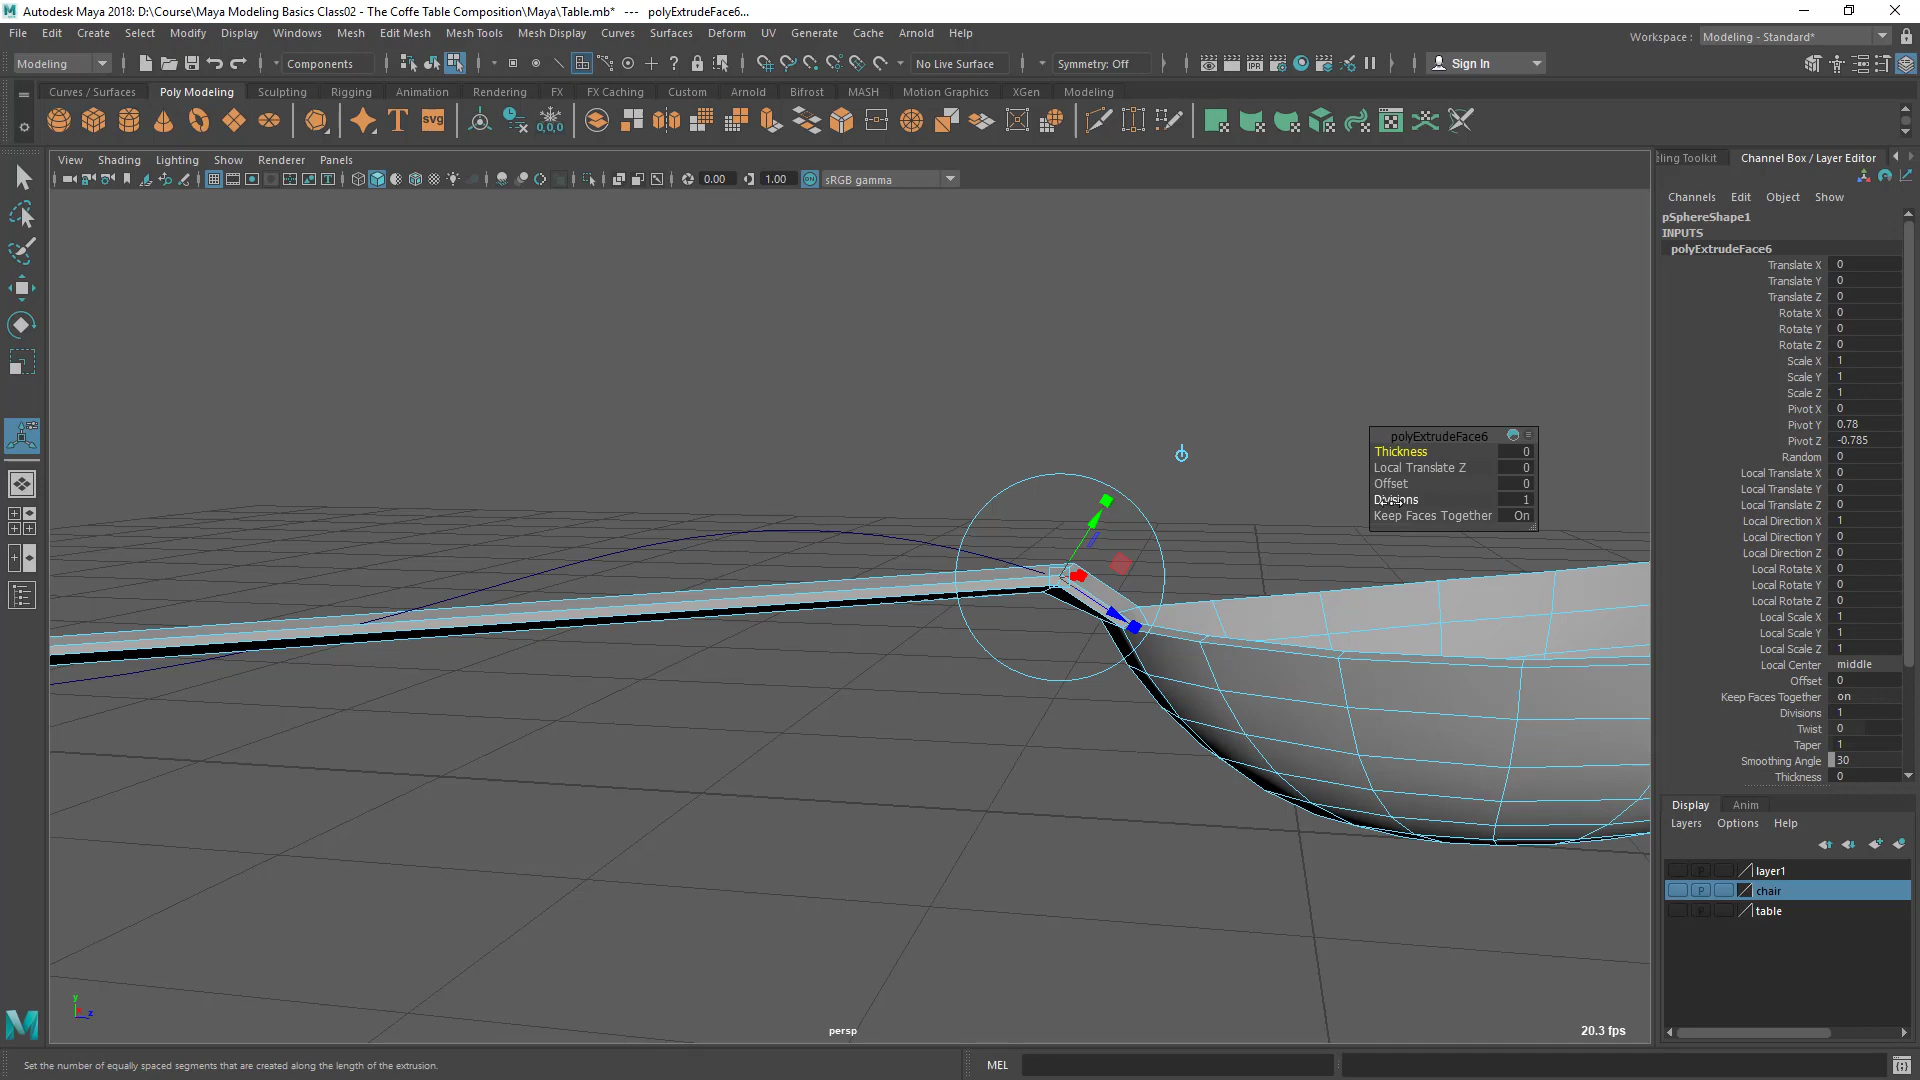 Autodesk Maya 2018: D:\Course\Maya Modeling Basics Class02 - The Coffe Table Composition\Maya\Table.mb* --- polyExtrudeFace6...
File Edit Create Select Modify Display Windows Mesh Edit Mesh Mesh Tools Mesh Display Curves Surfaces Deform UV Generate Cache Arnold Help
Workspace : Modeling - Standard*
Modeling Components No Live Surface Symmetry: Off Sign In
Curves / Surfaces Poly Modeling Sculpting Rigging Animation Rendering FX FX Caching Custom Arnold Bifrost MASH Motion Graphics XGen Modeling
T svg 0,0,0
View Shading Lighting Show Renderer Panels
0.00 1.00 ON sRGB gamma
eling Toolkit Channel Box / Layer Editor
Channels Edit Object Show
pSphereShape1
INPUTS
polyExtrudeFace6
Translate X 0
Translate Y 0
Translate Z 0
Rotate X 0
Rotate Y 0
Rotate Z 0
Scale X 1
Scale Y 1
Scale Z 1
Pivot X 0
Pivot Y 0.78
Pivot Z -0.785
Random 0
Local Translate X 0
Local Translate Y 0
Local Translate Z 0
Local Direction X 1
Local Direction Y 0
Local Direction Z 0
Local Rotate X 0
Local Rotate Y 0
Local Rotate Z 0
Local Scale X 1
Local Scale Y 1
Local Scale Z 1
Local Center middle
Offset 0
Keep Faces Together on
Divisions 1
Twist 0
Taper 1
Smoothing Angle 30
Thickness 0
polyExtrudeFace6
Thickness 0
Local Translate Z 0
Offset 0
Divisions 1
Keep Faces Together On
Display Anim
Layers Options Help
P layer1
P chair
P table
y
z
persp
20.3 fps
Set the number of equally spaced segments that are created along the length of the extrusion.
MEL